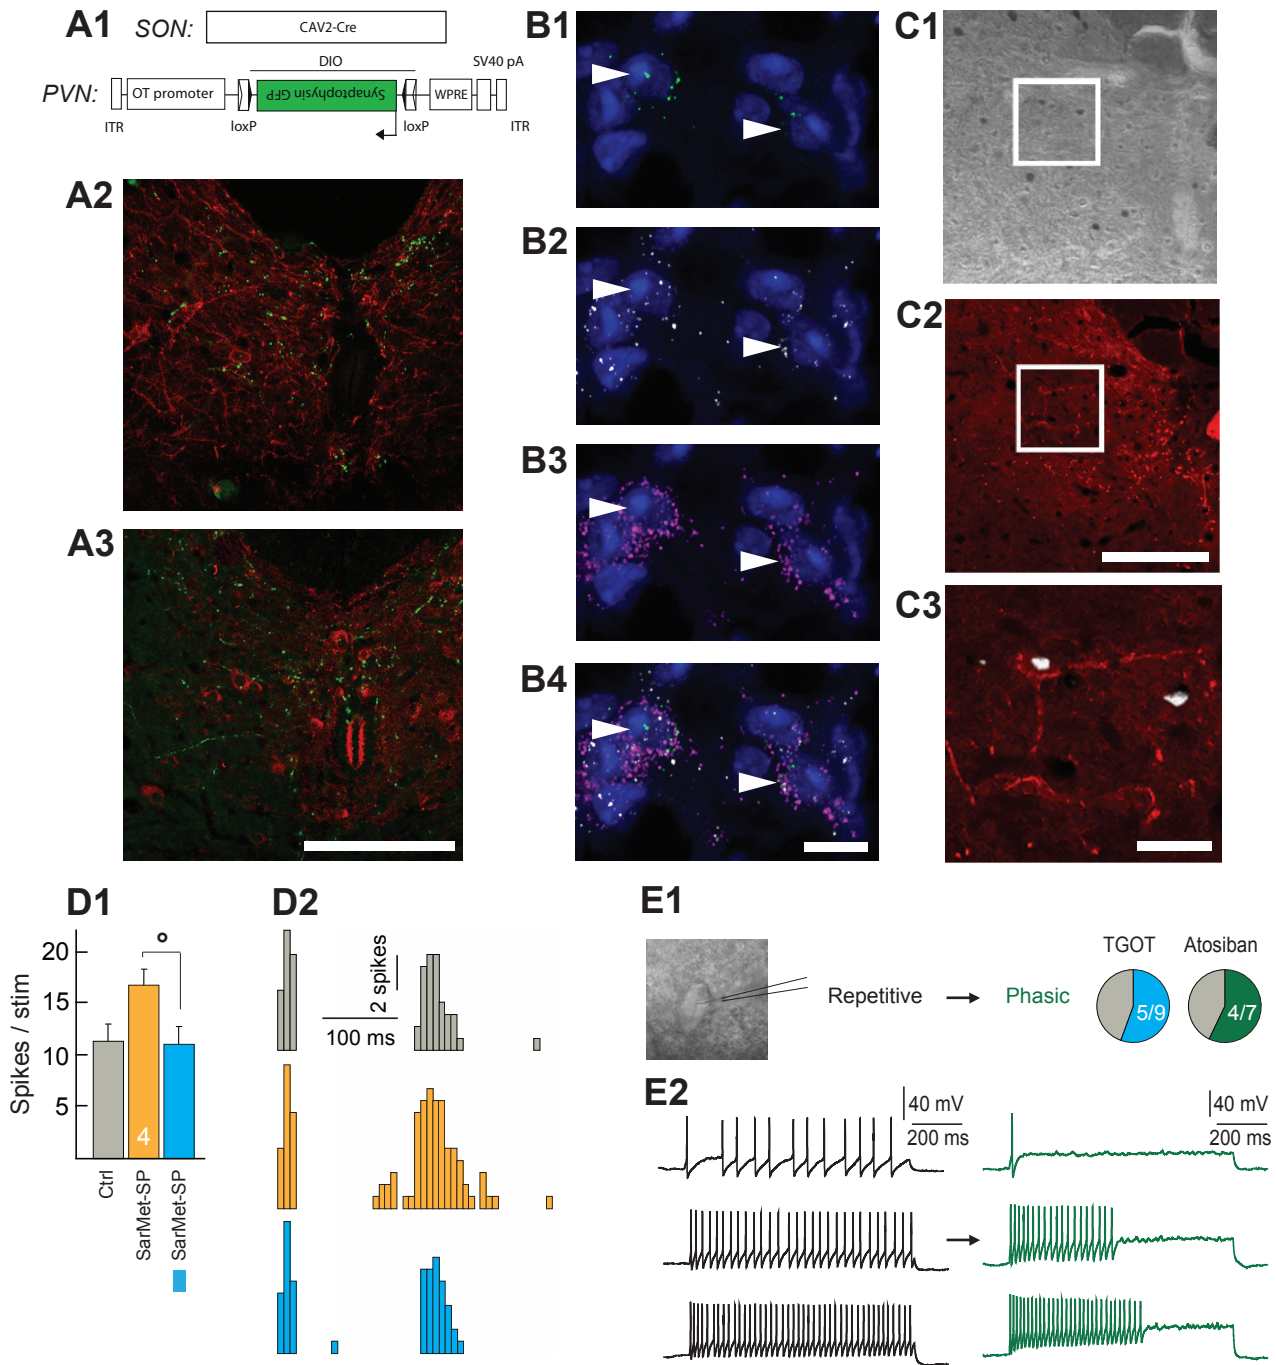 A1
SON:
CAV2-Cre
DIO
SV40 pA
PVN:
OT promoter
Synaptophysin GFP
WPRE
ITR
loxP
loxP
ITR
A2
A3
B1
B2
B3
B4
C1
C2
C3
D1
Spikes / stim
20
15
10
5
4
Ctrl
SarMet-SP
SarMet-SP
D2
2 spikes
100 ms
E1
Repetitive
Phasic
TGOT
5/9
Atosiban
4/7
E2
40 mV
200 ms
40 mV
200 ms